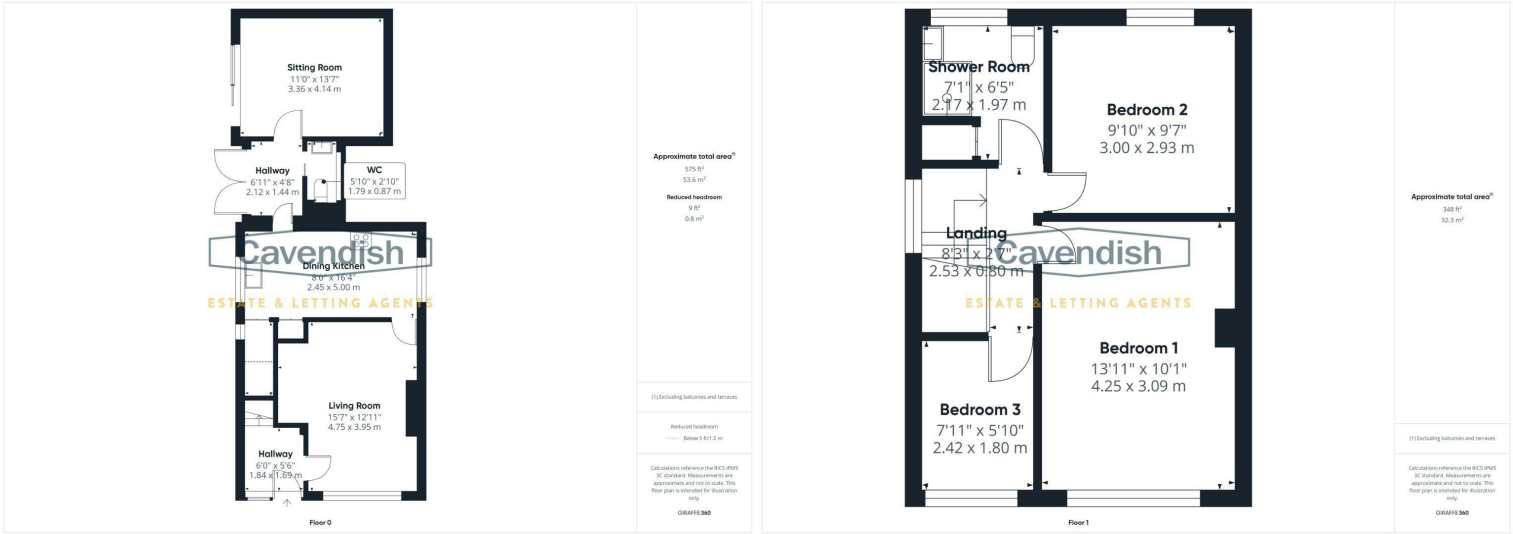 Sitting Room
11'0" x 13'7"
3.36 x 4.14 m
Hallway
6'11" x 4'8"
2.12 x 1.44 m
WC
5'10" x 2'10"
1.79 x 0.87 m
Cavendish
Dining Kitchen
8'0" x 16'4"
2.45 x 5.00 m
ESTATE & LETTING AGENTS
Living Room
15'7" x 12'11"
4.75 x 3.95 m
Hallway
6'0" x 5'6"
1.84 x 1.69 m
Floor 0
Approximate total area(1)
575 ft²
53.6 m²
Reduced headroom
9 ft²
0.8 m²
(1) Excluding balconies and terraces
Reduced headroom
Below 5 ft/1.5 m
Calculations reference the RICS IPMS
3C standard. Measurements are
approximate and not to scale. This
floor plan is intended for illustration
only.
GIRAFFE360
Shower Room
7'1" x 6'5"
2.17 x 1.97 m
Bedroom 2
9'10" x 9'7"
3.00 x 2.93 m
Landing
8'3" x 2'7"
2.53 x 0.80 m
Cavendish
ESTATE & LETTING AGENTS
Bedroom 1
13'11" x 10'1"
4.25 x 3.09 m
Bedroom 3
7'11" x 5'10"
2.42 x 1.80 m
Floor 1
Approximate total area(1)
348 ft²
32.3 m²
(1) Excluding balconies and terraces
Calculations reference the RICS IPMS
3C standard. Measurements are
approximate and not to scale. This
floor plan is intended for illustration
only.
GIRAFFE360